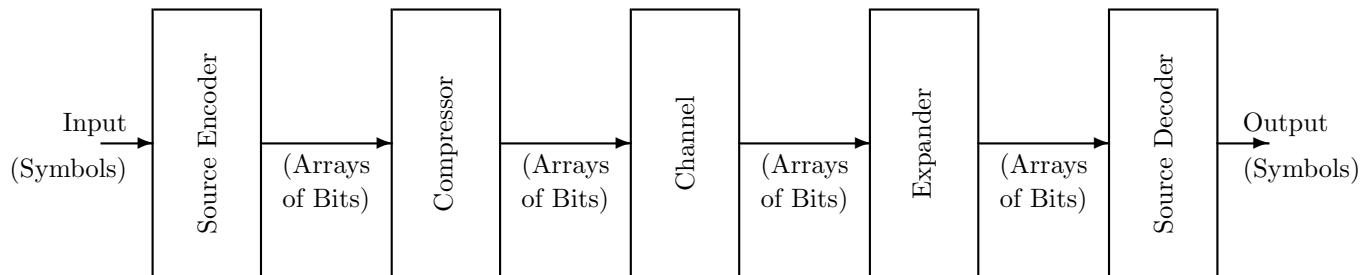 Input
(Symbols)
Source Encoder
(Arrays
of Bits)
Compressor
(Arrays
of Bits)
Channel
(Arrays
of Bits)
Expander
(Arrays
of Bits)
Source Decoder
Output
(Symbols)